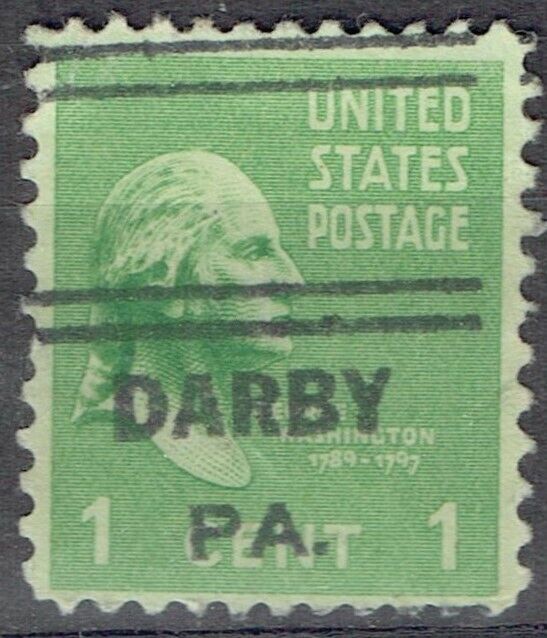 UNITED
STATES
POSTAGE
DARBY
WASHINGTON
1789-1797
PA.
1 CENT 1